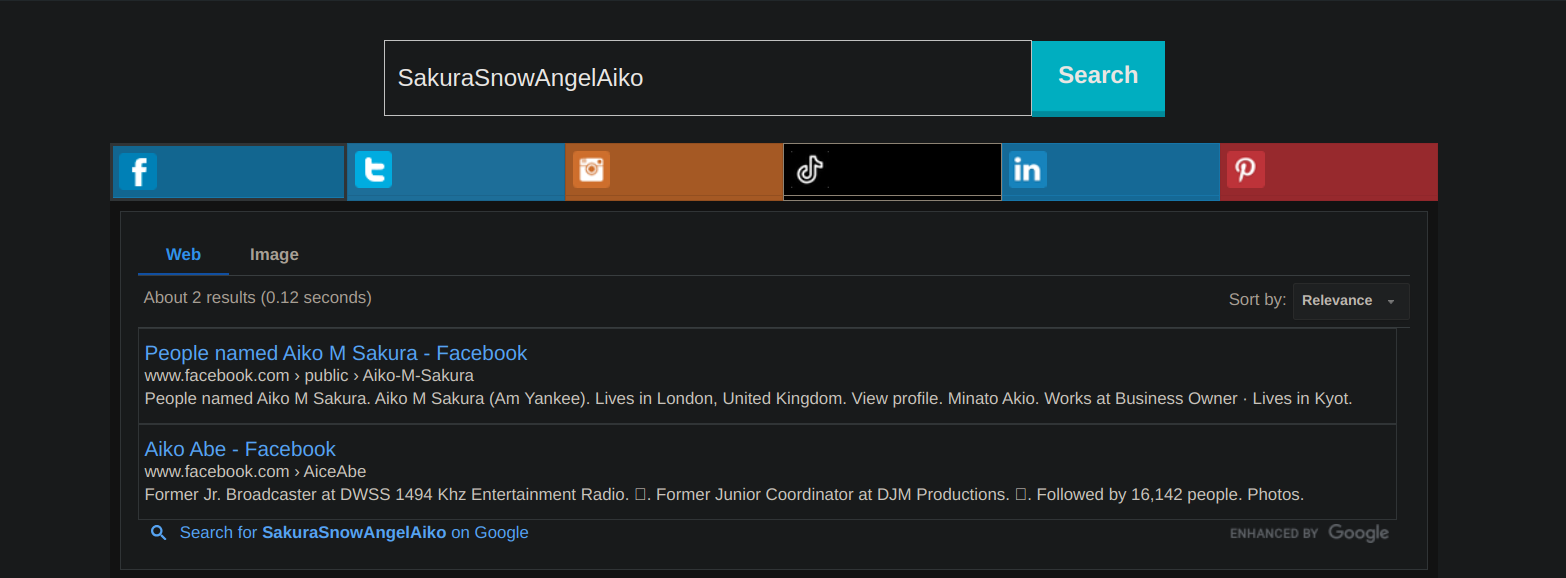 SakuraSnowAngelAiko
Search
Web Image
About 2 results (0.12 seconds)
Sort by: Relevance
People named Aiko M Sakura - Facebook
www.facebook.com › public › Aiko-M-Sakura
People named Aiko M Sakura. Aiko M Sakura (Am Yankee). Lives in London, United Kingdom. View profile. Minato Akio. Works at Business Owner · Lives in Kyot.
Aiko Abe - Facebook
www.facebook.com › AiceAbe
Former Jr. Broadcaster at DWSS 1494 Khz Entertainment Radio. . Former Junior Coordinator at DJM Productions. . Followed by 16,142 people. Photos.
Search for SakuraSnowAngelAiko on Google
ENHANCED BY Google